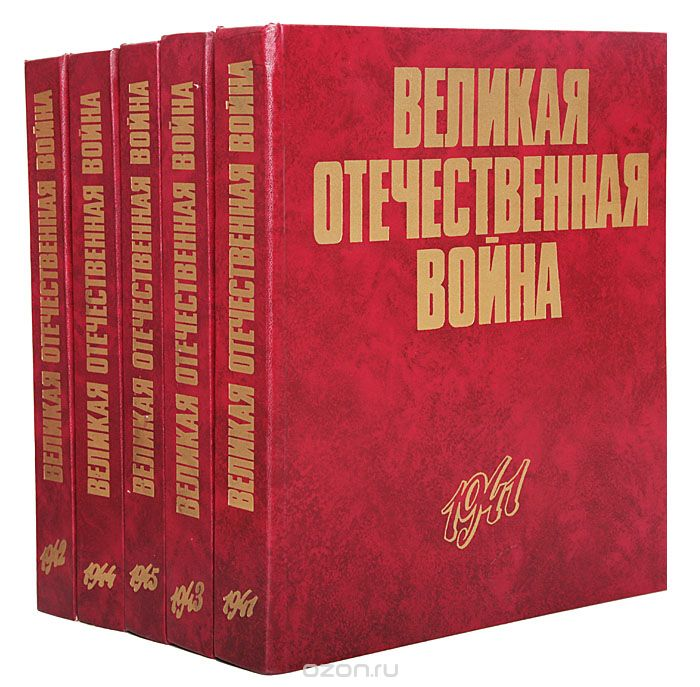 ВЕЛИКАЯ ОТЕЧЕСТВЕННАЯ ВОЙНА
1942
ВЕЛИКАЯ ОТЕЧЕСТВЕННАЯ ВОЙНА
1944
ВЕЛИКАЯ ОТЕЧЕСТВЕННАЯ ВОЙНА
1945
ВЕЛИКАЯ ОТЕЧЕСТВЕННАЯ ВОЙНА
1943
ВЕЛИКАЯ ОТЕЧЕСТВЕННАЯ ВОЙНА
1941
ВЕЛИКАЯ
ОТЕЧЕСТВЕННАЯ
ВОЙНА
1941
ozon.ru